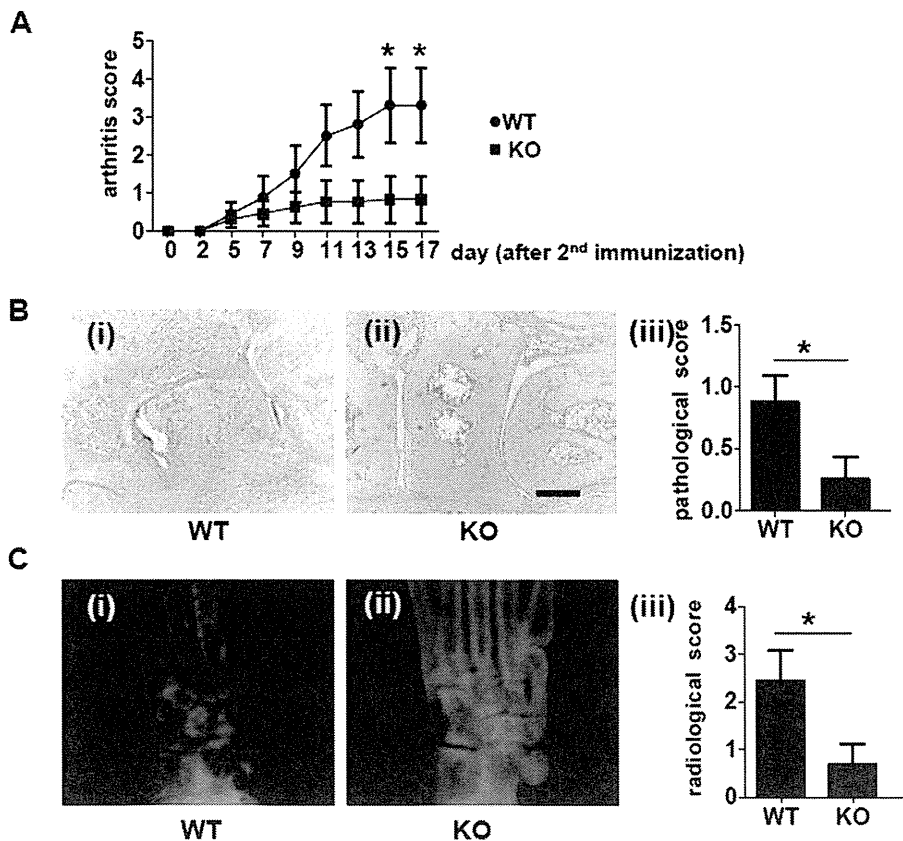 A
arthritis score
5
4
3
2
1
0
* *
0 2 5 7 9 11 13 15 17
day (after 2nd immunization)
WT
KO
B
(i)
WT
(ii)
KO
(iii)
pathological score
1.5
1.0
0.5
0.0
*
WT KO
C
(i)
WT
(ii)
KO
(iii)
radiological score
4
3
2
1
0
*
WT KO